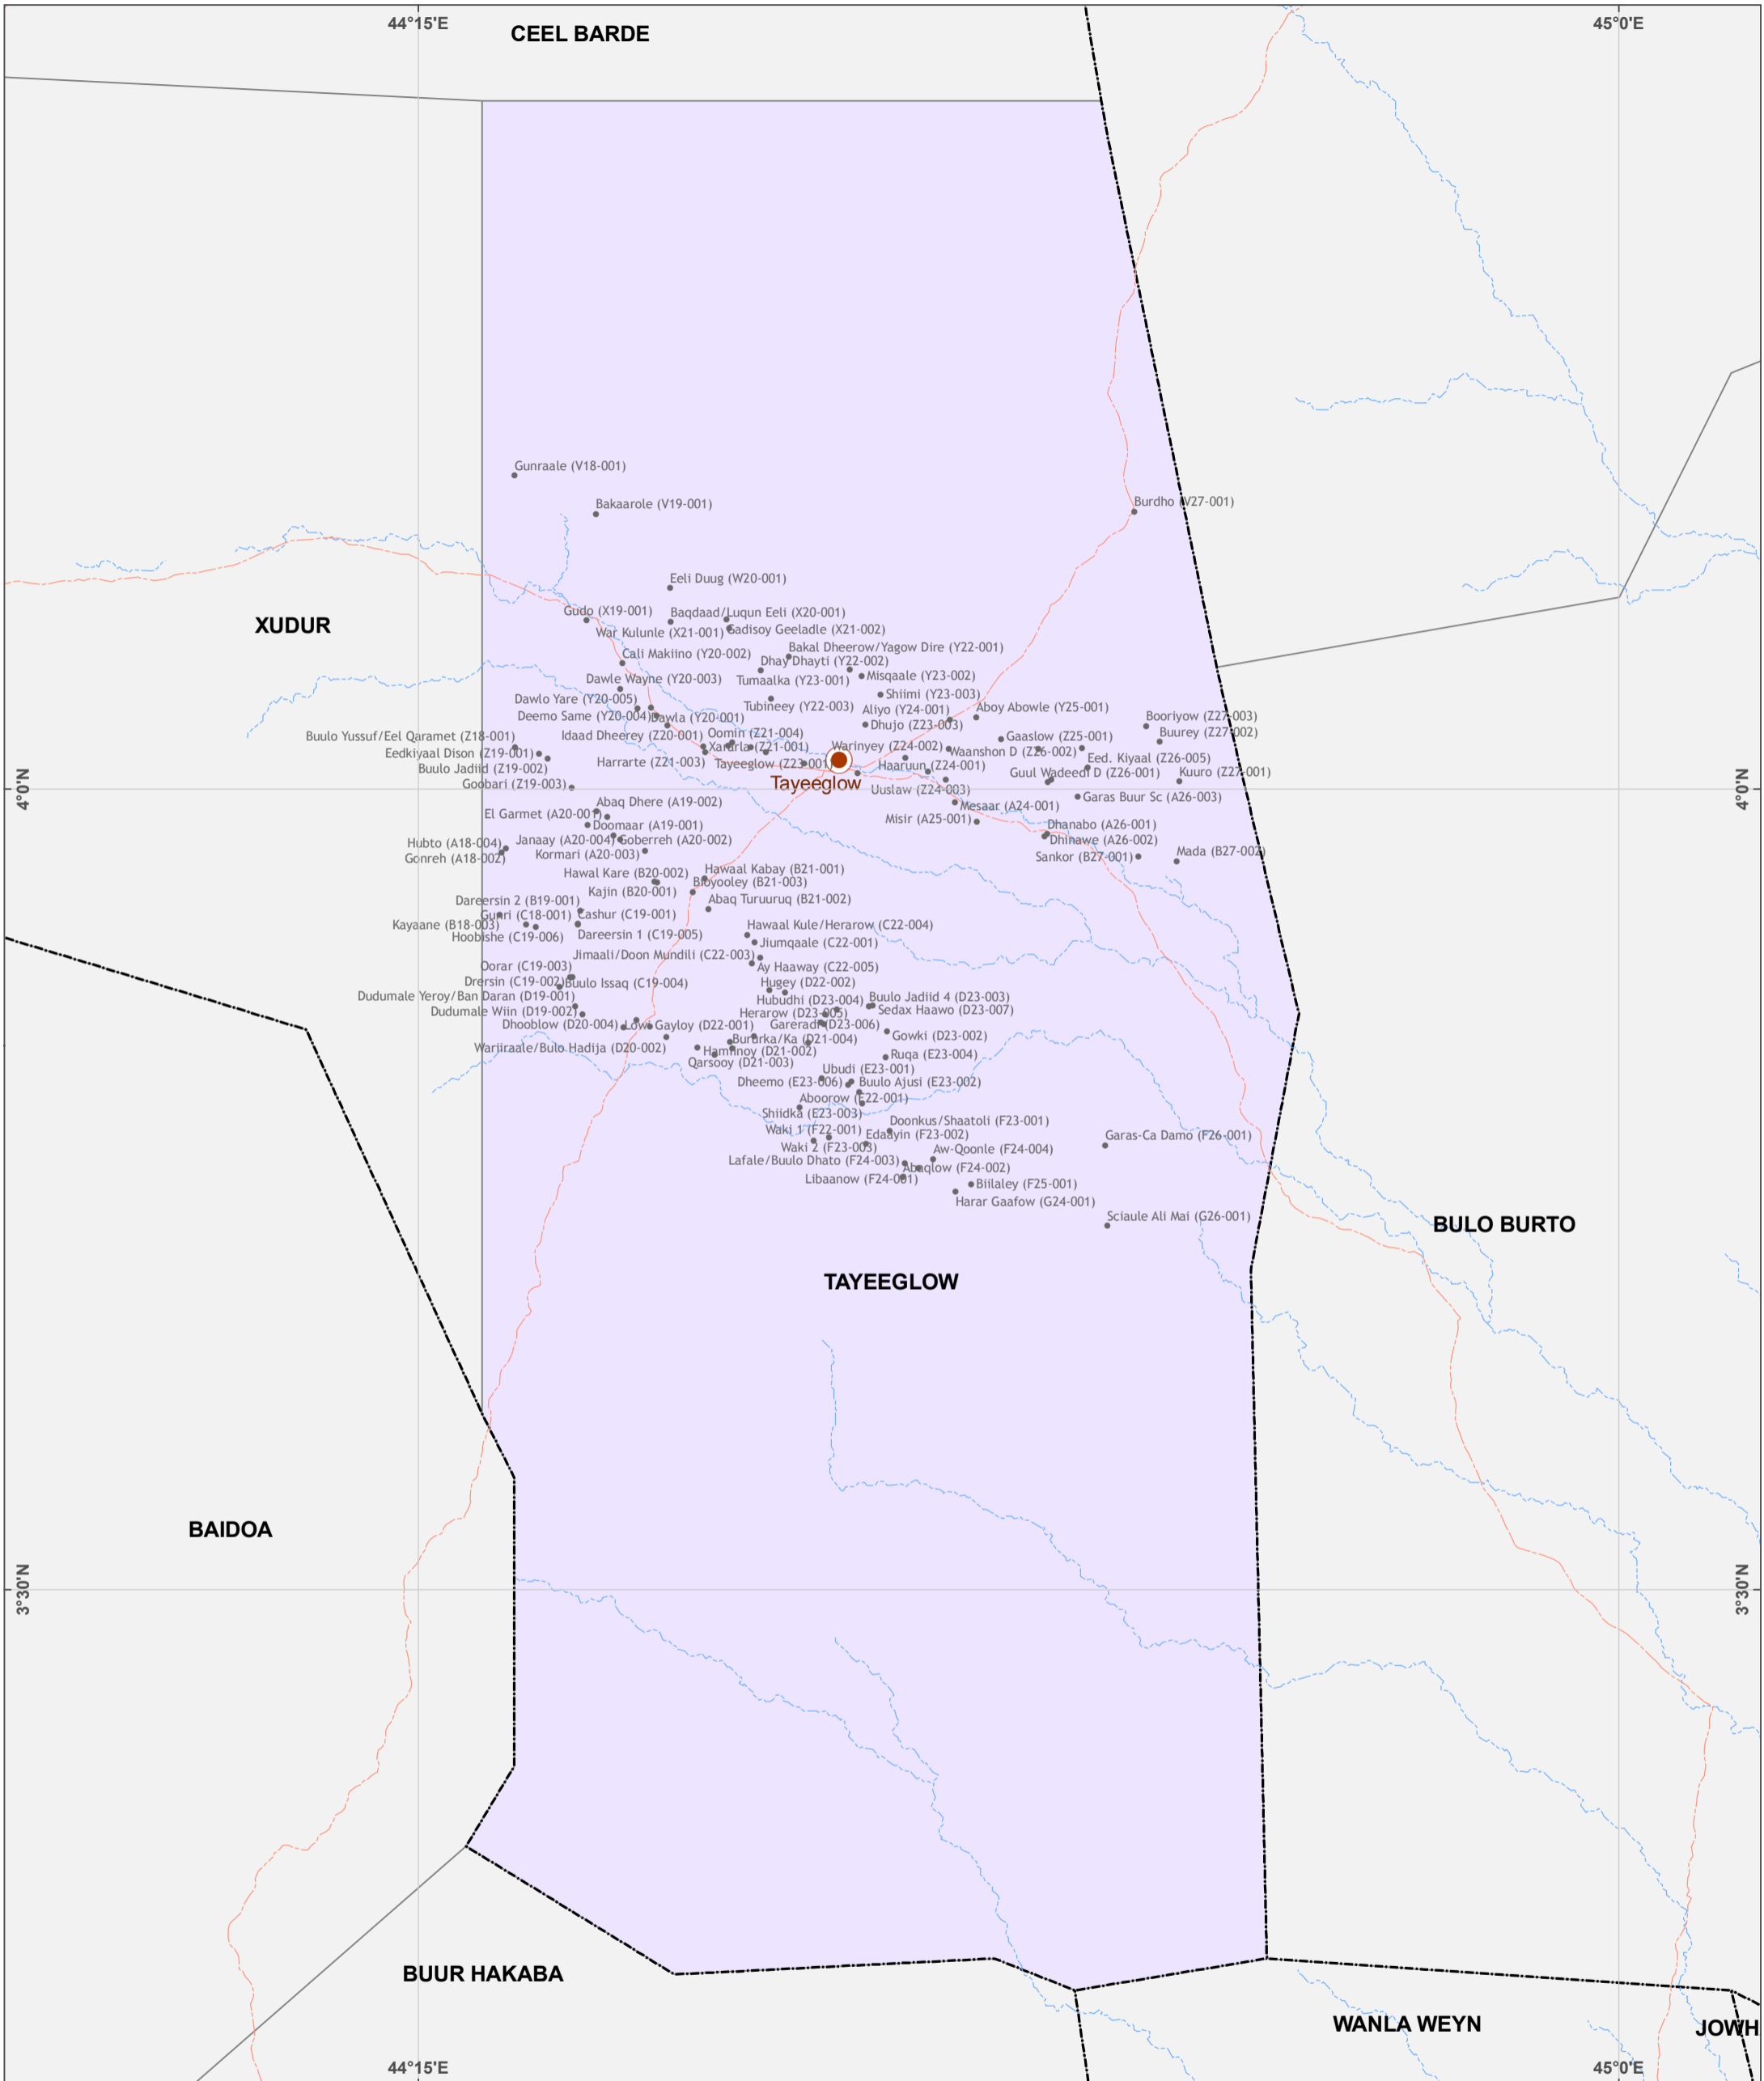 44°15'E
45°0'E
CEEL BARDE
Gunraale (V18-001)
Bakaarole (V19-001)
Burdho (V27-001)
Eeli Duug (W20-001)
XUDUR
Gudo (X19-001)
Baqdaad/Luqun Eeli (X20-001)
War Kulunle (X21-001)
Gadisoy Geeladle (X21-002)
Bakal Dheerow/Yagow Dire (Y22-001)
Cali Makiino (Y20-002)
Dhay Dhayti (Y22-002)
Dawle Wayne (Y20-003)
Tumaalka (Y23-001)
Misqaale (Y23-002)
Shiimi (Y23-003)
Dawlo Yare (Y20-005)
Tubineey (Y22-003)
Aliyo (Y24-001)
Aboy Abowle (Y25-001)
Deemo Same (Y20-004)
Dawla (Y20-001)
Dhujo (Z23-003)
Booriyow (Z27-003)
Buulo Yussuf/Eel Qaramet (Z18-001)
Idaad Dheerey (Z20-001)
Oomin (Z21-004)
Gaaslow (Z25-001)
Buurey (Z27-002)
Eedkiyaal Dison (Z19-001)
Xararla (Z21-001)
Warinyey (Z24-002)
Waanshon D (Z26-002)
Eed. Kiyaal (Z26-005)
Buulo Jadiid (Z19-002)
Harrarte (Z21-003)
Tayeeglow (Z23-001)
Haaruun (Z24-001)
Guul Wadeedi D (Z26-001)
Kuuro (Z27-001)
Goobari (Z19-003)
Tayeeglow
Uuslaw (Z24-003)
Garas Buur Sc (A26-003)
4°0'N
4°0'N
Abaq Dhere (A19-002)
Mesaar (A24-001)
El Garmet (A20-001)
Doomaar (A19-001)
Misir (A25-001)
Dhanabo (A26-001)
Hubto (A18-004)
Janaay (A20-004)
Goberreh (A20-002)
Dhinawe (A26-002)
Gonreh (A18-002)
Kormari (A20-003)
Sankor (B27-001)
Mada (B27-002)
Hawal Kare (B20-002)
Hawaal Kabay (B21-001)
Kajin (B20-001)
Bioyooley (B21-003)
Dareersin 2 (B19-001)
Abaq Turuuruq (B21-002)
Gunri (C18-001)
Cashur (C19-001)
Kayaane (B18-003)
Hawaal Kule/Herarow (C22-004)
Hoobishe (C19-006)
Dareersin 1 (C19-005)
Jiumqaale (C22-001)
Jimaali/Doon Mundili (C22-003)
Oorar (C19-003)
Ay Haaway (C22-005)
Drersin (C19-002)
Buulo Issaq (C19-004)
Hugey (D22-002)
Dudumale Yeroy/Ban Daran (D19-001)
Hubudhi (D23-004)
Buulo Jadiid 4 (D23-003)
Dudumale Wiin (D19-002)
Herarow (D23-005)
Sedax Haawo (D23-007)
Dhooblow (D20-004)
Low
Gayloy (D22-001)
Gareradi (D23-006)
Gowki (D23-002)
Wariiraale/Bulo Hadija (D20-002)
Bururka/Ka (D21-004)
Haminoy (D21-002)
Ruqa (E23-004)
Qarsooy (D21-003)
Ubudi (E23-001)
Dheemo (E23-006)
Buulo Ajusi (E23-002)
Aboorow (E22-001)
Shiidka (E23-003)
Doonkus/Shaatoli (F23-001)
Waki 1 (F22-001)
Edaayin (F23-002)
Garas-Ca Damo (F26-001)
Waki 2 (F23-003)
Aw-Qoonle (F24-004)
Lafale/Buulo Dhato (F24-003)
Abaqlow (F24-002)
Libaanow (F24-001)
Biilaley (F25-001)
Harar Gaafow (G24-001)
Sciaule Ali Mai (G26-001)
BULO BURTO
TAYEEGLOW
BAIDOA
3°30'N
3°30'N
BUUR HAKABA
WANLA WEYN
JOWH
44°15'E
45°0'E